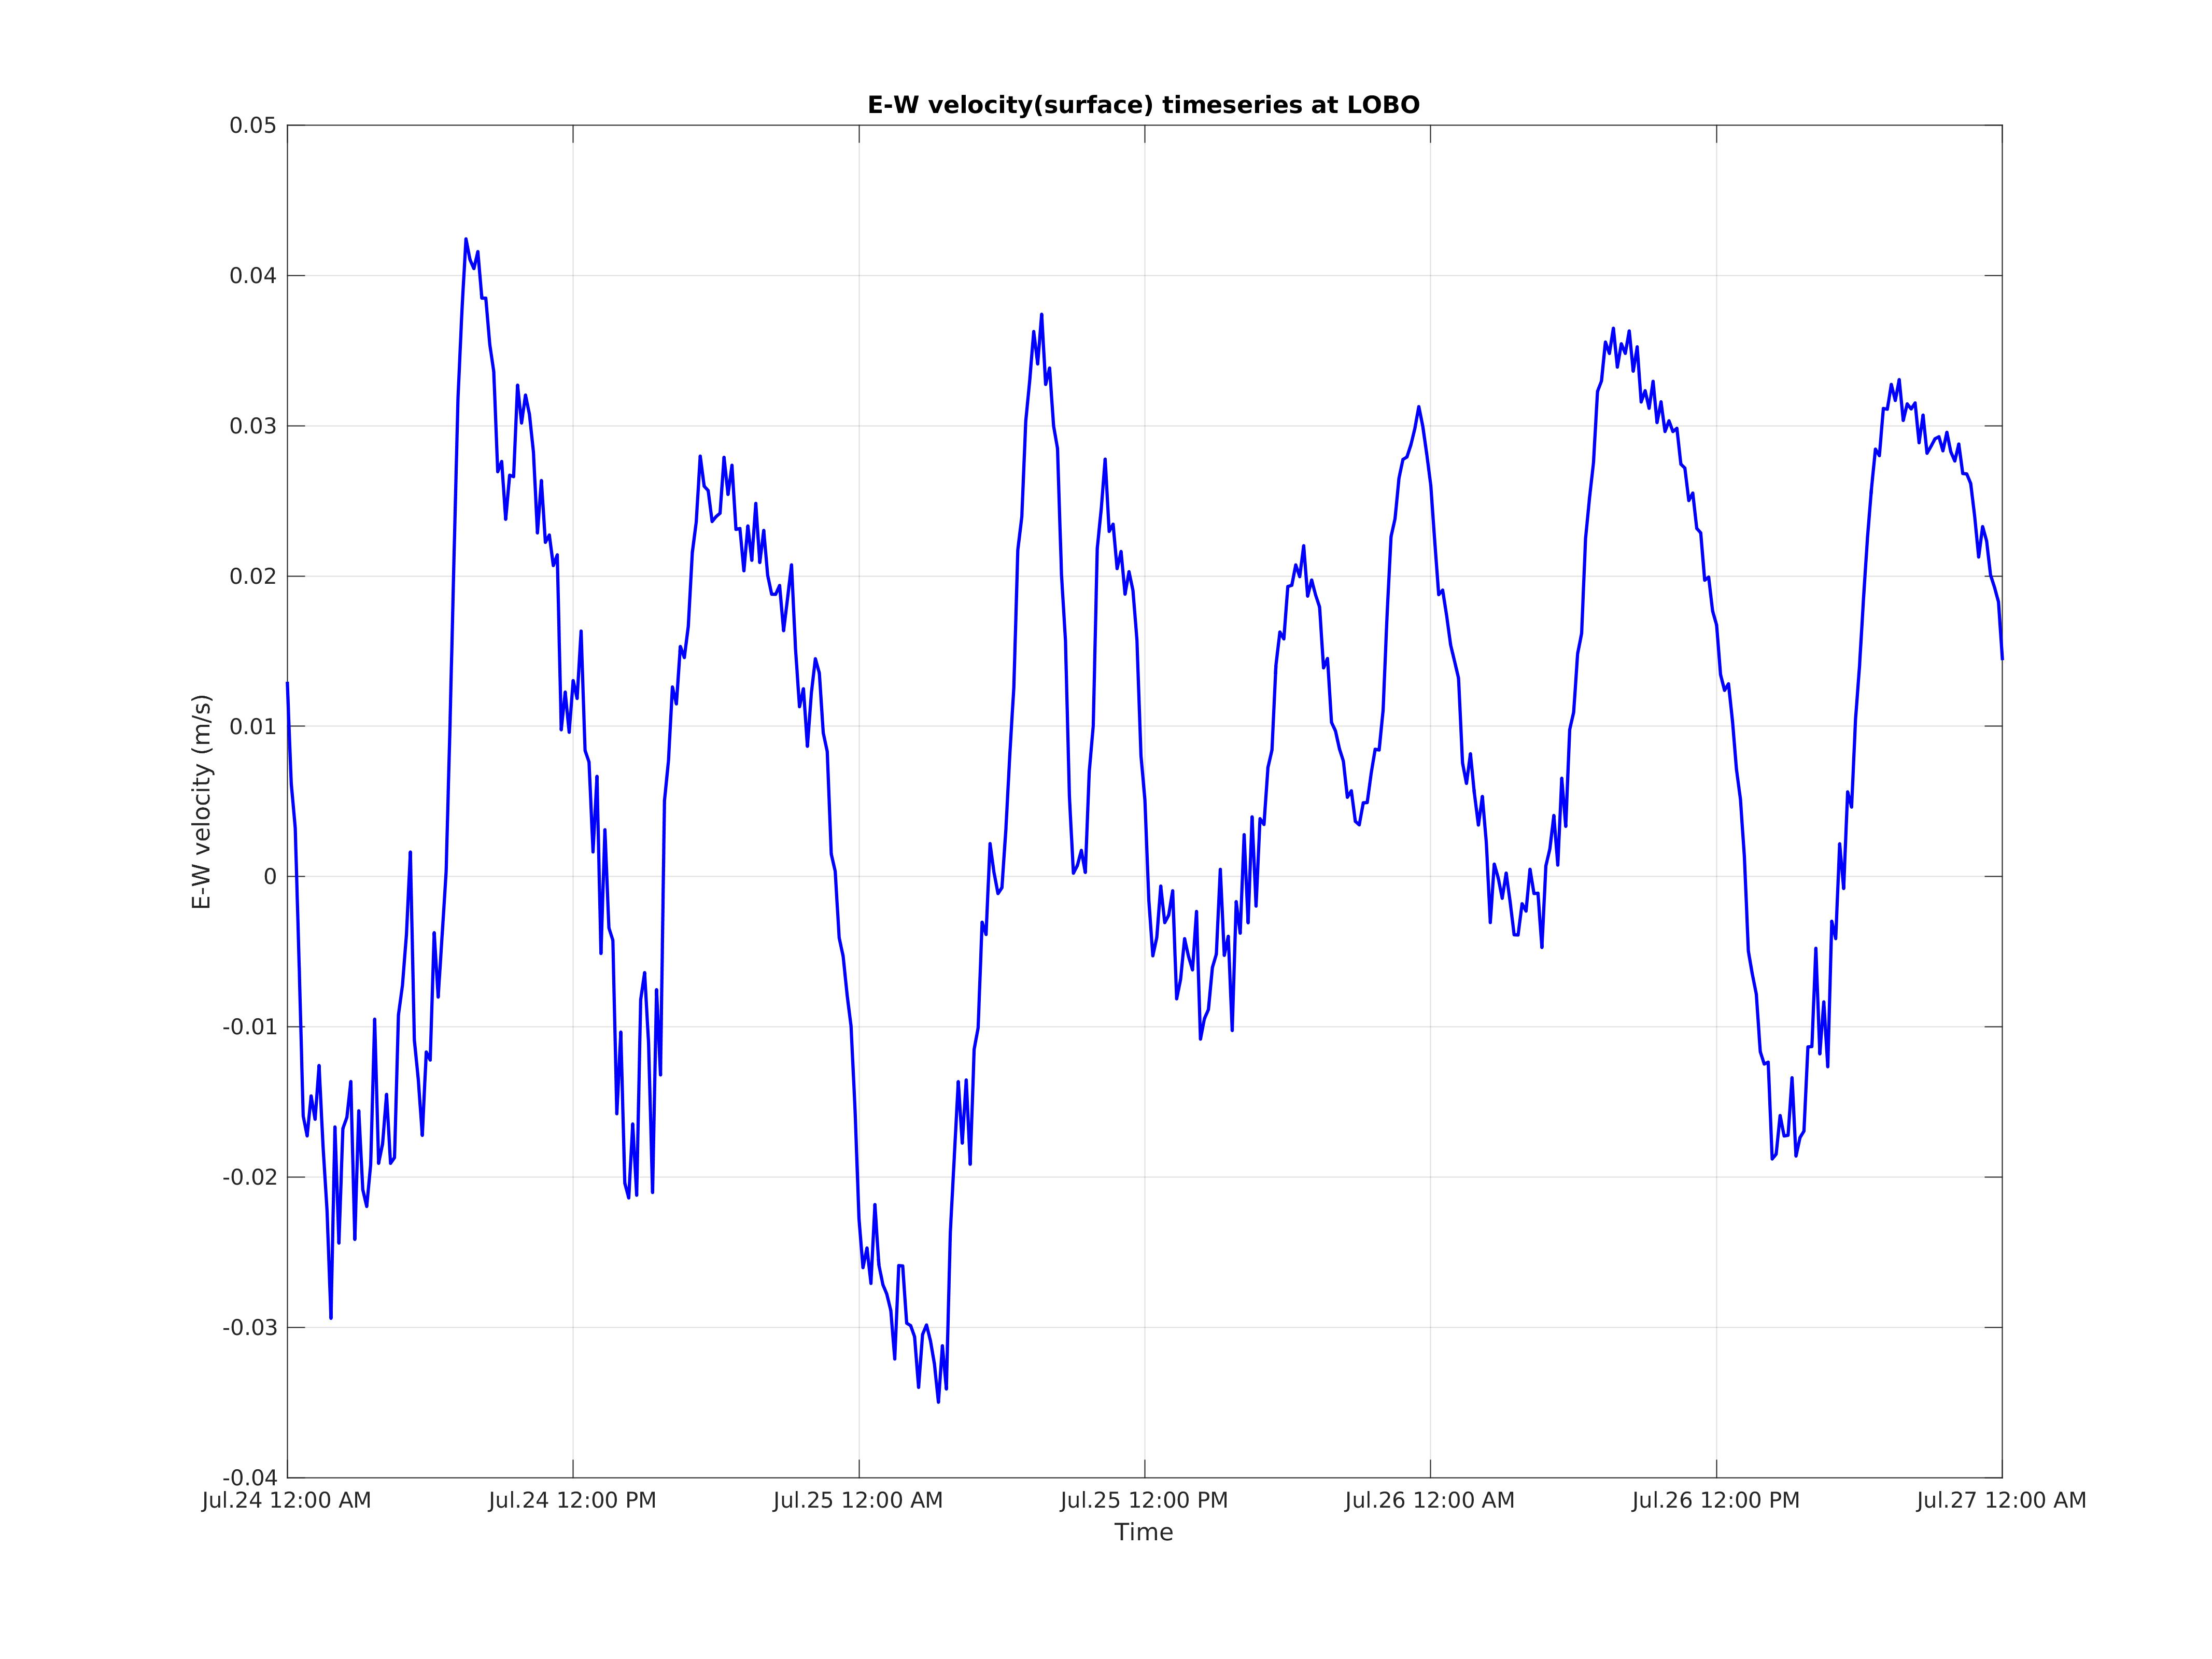 E-W velocity(surface) timeseries at LOBO
0.05
0.04
0.03
0.02
0.01
0
-0.01
-0.02
-0.03
-0.04
E-W velocity (m/s)
Jul.24 12:00 AM
Jul.24 12:00 PM
Jul.25 12:00 AM
Jul.25 12:00 PM
Jul.26 12:00 AM
Jul.26 12:00 PM
Jul.27 12:00 AM
Time